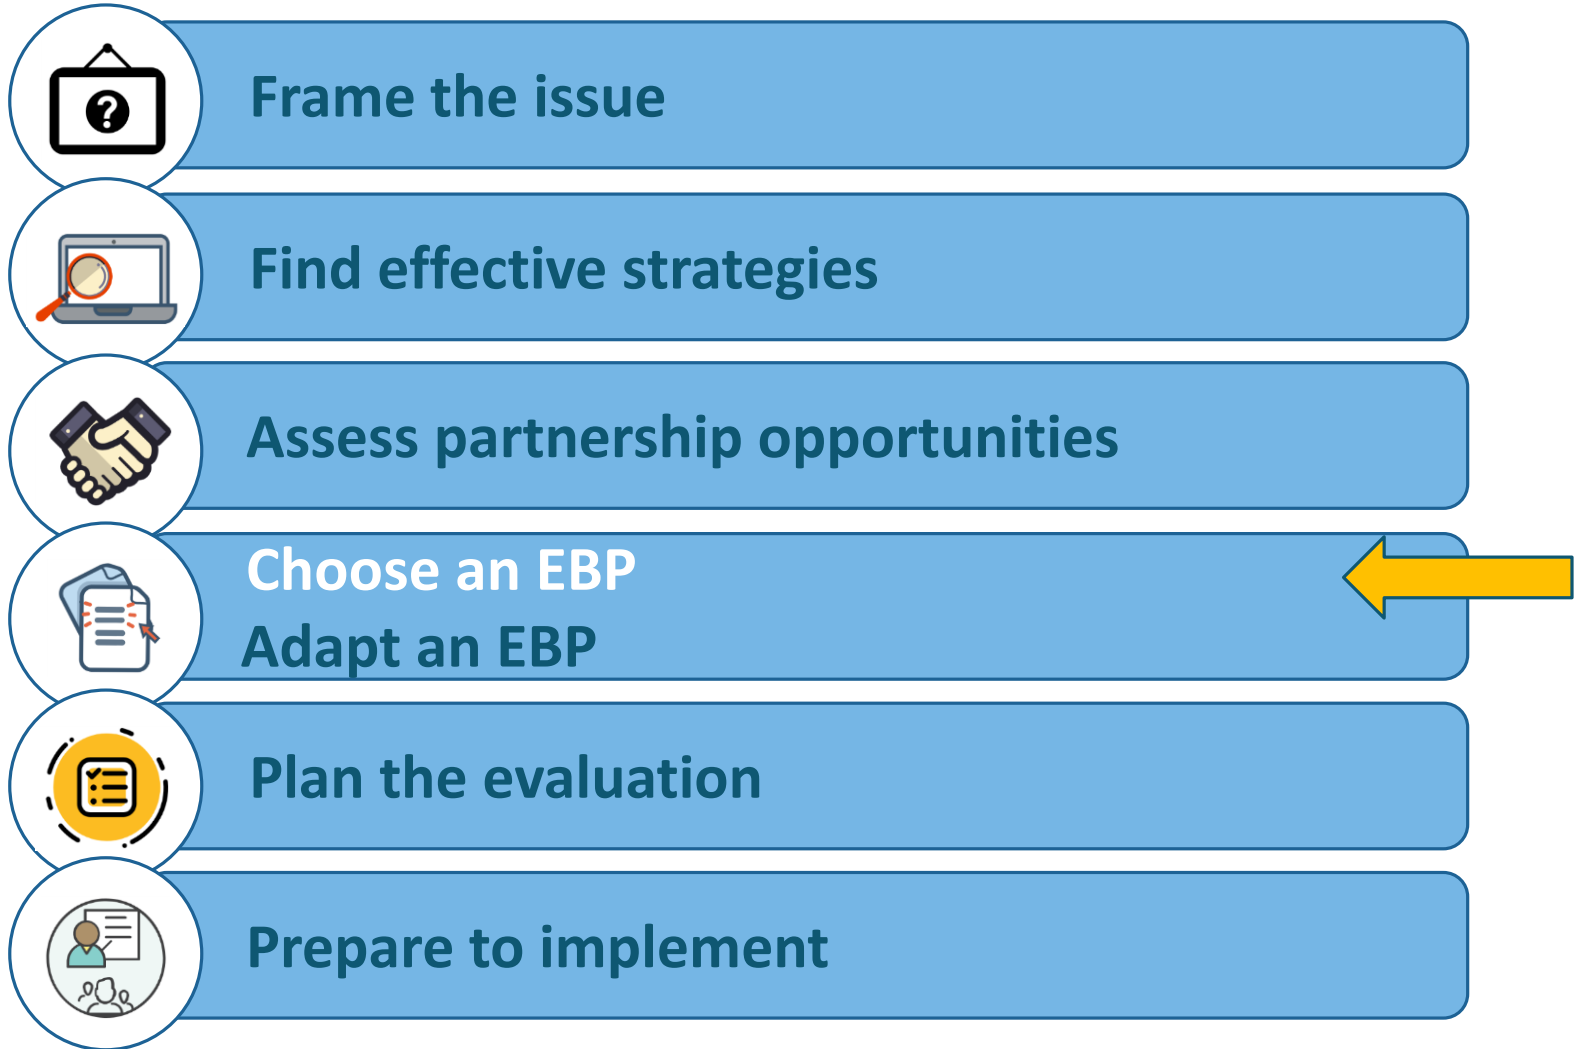 Frame the issue
Find effective strategies
Assess partnership opportunities
Choose an EBP
Adapt an EBP
Plan the evaluation
Prepare to implement